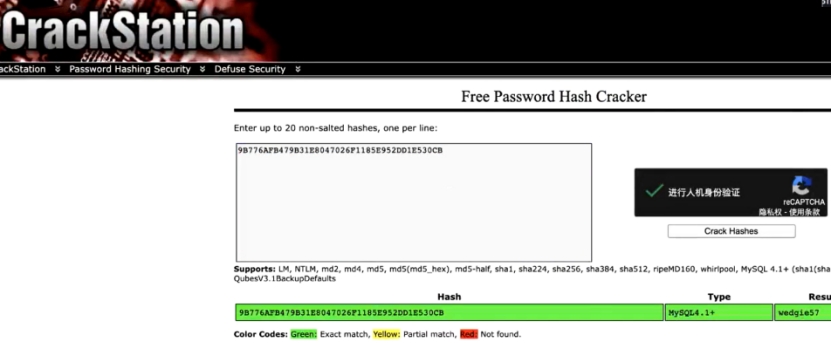 CrackStation
ackStation Password Hashing Security Defuse Security
Free Password Hash Cracker
Enter up to 20 non-salted hashes, one per line:
9B776AFB479B31E8047026F1185E952DD1E530CB
进行人机身份验证
reCAPTCHA
隐私权 - 使用条款
Crack Hashes
Supports: LM, NTLM, md2, md4, md5, md5(md5_hex), md5-half, sha1, sha224, sha256, sha384, sha512, ripeMD160, whirlpool, MySQL 4.1+ (sha1(sha
QubesV3.1BackupDefaults
Hash Type Resu
9B776AFB479B31E8047026F1185E952DD1E530CB MySQL4.1+ wedgie57
Color Codes: Green: Exact match, Yellow: Partial match, Red: Not found.